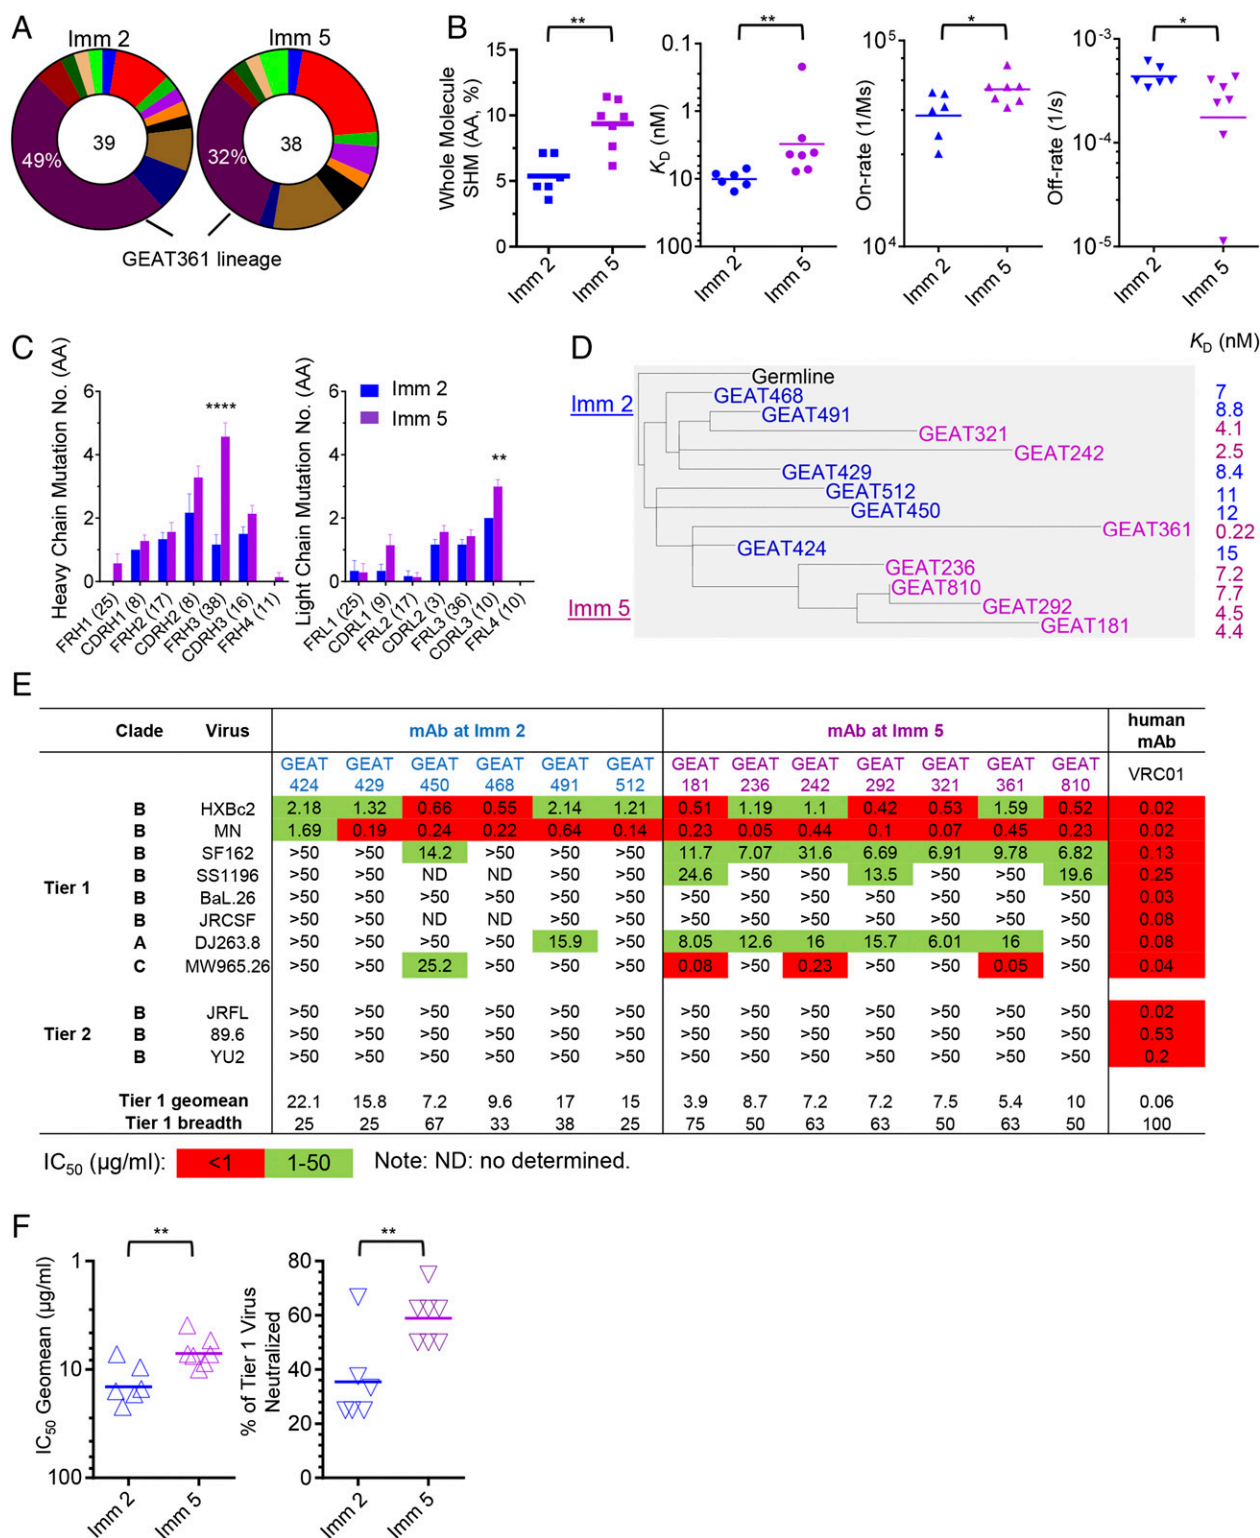 A
Imm 2
Imm 5
39
38
49%
32%
GEAT361 lineage
B
**
**
*
*
Whole Molecule
SHM (AA, %)
15
10
5
0
Imm 2
Imm 5
K_D (nM)
0.1
1
10
100
Imm 2
Imm 5
On-rate (1/Ms)
10^5
10^4
Imm 2
Imm 5
Off-rate (1/s)
10^-3
10^-4
10^-5
Imm 2
Imm 5
C
Heavy Chain Mutation No. (AA)
6
4
2
0
****
FRH1 (25)
CDRH1 (8)
FRH2 (17)
CDRH2 (8)
FRH3 (38)
CDRH3 (16)
FRH4 (11)
Light Chain Mutation No. (AA)
6
4
2
0
Imm 2
Imm 5
**
FRL1 (25)
CDRL1 (9)
FRL2 (17)
CDRL2 (3)
FRL3 (36)
CDRL3 (10)
FRL4 (10)
D
K_D (nM)
Imm 2
Imm 5
Germline
GEAT468 7
GEAT491 8.8
GEAT321 4.1
GEAT242 2.5
GEAT429 8.4
GEAT512 11
GEAT450 12
GEAT361 0.22
GEAT424 15
GEAT236 7.2
GEAT810 7.7
GEAT292 4.5
GEAT181 4.4
E
Clade Virus mAb at Imm 2 mAb at Imm 5 human
mAb
GEAT GEAT GEAT GEAT GEAT GEAT GEAT GEAT GEAT GEAT GEAT GEAT GEAT VRC01
424 429 450 468 491 512 181 236 242 292 321 361 810
B HXBc2 2.18 1.32 0.66 0.55 2.14 1.21 0.51 1.19 1.1 0.42 0.53 1.59 0.52 0.02
B MN 1.69 0.19 0.24 0.22 0.64 0.14 0.23 0.05 0.44 0.1 0.07 0.45 0.23 0.02
B SF162 >50 >50 14.2 >50 >50 >50 11.7 7.07 31.6 6.69 6.91 9.78 6.82 0.13
Tier 1 B SS1196 >50 >50 ND ND >50 >50 24.6 >50 >50 13.5 >50 >50 19.6 0.25
B BaL.26 >50 >50 >50 >50 >50 >50 >50 >50 >50 >50 >50 >50 >50 0.03
B JRCSF >50 >50 ND ND >50 >50 >50 >50 >50 >50 >50 >50 >50 0.08
A DJ263.8 >50 >50 >50 >50 15.9 >50 8.05 12.6 16 15.7 6.01 16 >50 0.08
C MW965.26 >50 >50 25.2 >50 >50 >50 0.08 >50 0.23 >50 >50 0.05 >50 0.04
B JRFL >50 >50 >50 >50 >50 >50 >50 >50 >50 >50 >50 >50 >50 0.02
Tier 2 B 89.6 >50 >50 >50 >50 >50 >50 >50 >50 >50 >50 >50 >50 >50 0.53
B YU2 >50 >50 >50 >50 >50 >50 >50 >50 >50 >50 >50 >50 >50 0.2
Tier 1 geomean 22.1 15.8 7.2 9.6 17 15 3.9 8.7 7.2 7.2 7.5 5.4 10 0.06
Tier 1 breadth 25 25 67 33 38 25 75 50 63 63 50 63 50 100
IC50 (µg/ml): <1 1-50 Note: ND: no determined.
F
**
**
IC50 Geomean (µg/ml)
1
10
100
Imm 2
Imm 5
% of Tier 1 Virus
Neutralized
80
60
40
20
0
Imm 2
Imm 5